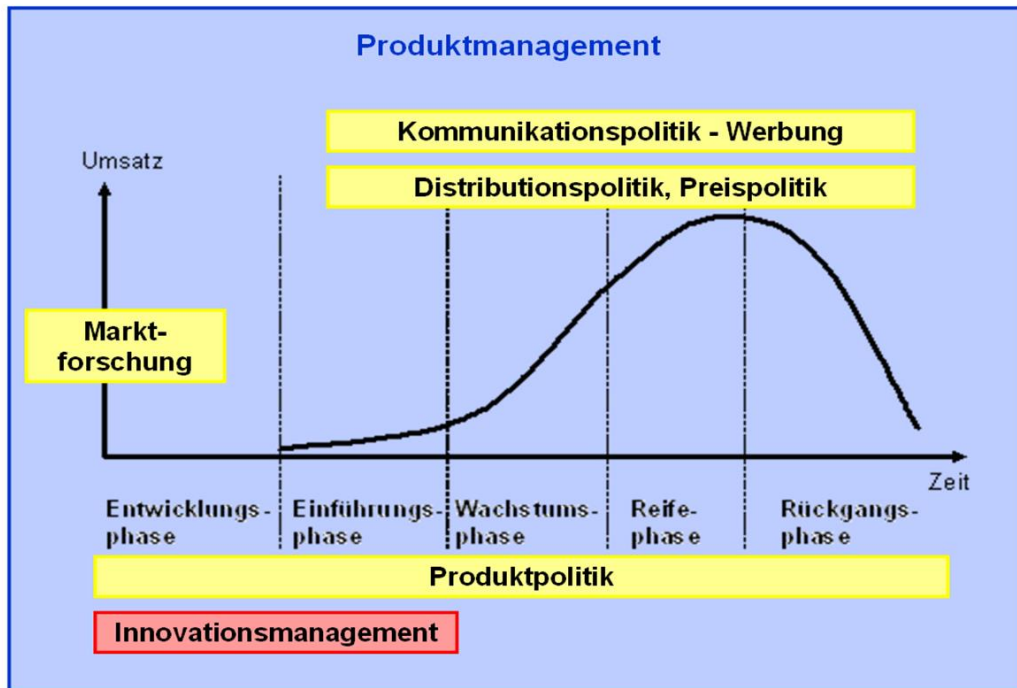 Produktmanagement
Kommunikationspolitik - Werbung
Umsatz
Distributionspolitik, Preispolitik
Markt-
forschung
Zeit
Entwicklungs-
phase
Einführungs-
phase
Wachstums-
phase
Reife-
phase
Rückgangs-
phase
Produktpolitik
Innovationsmanagement